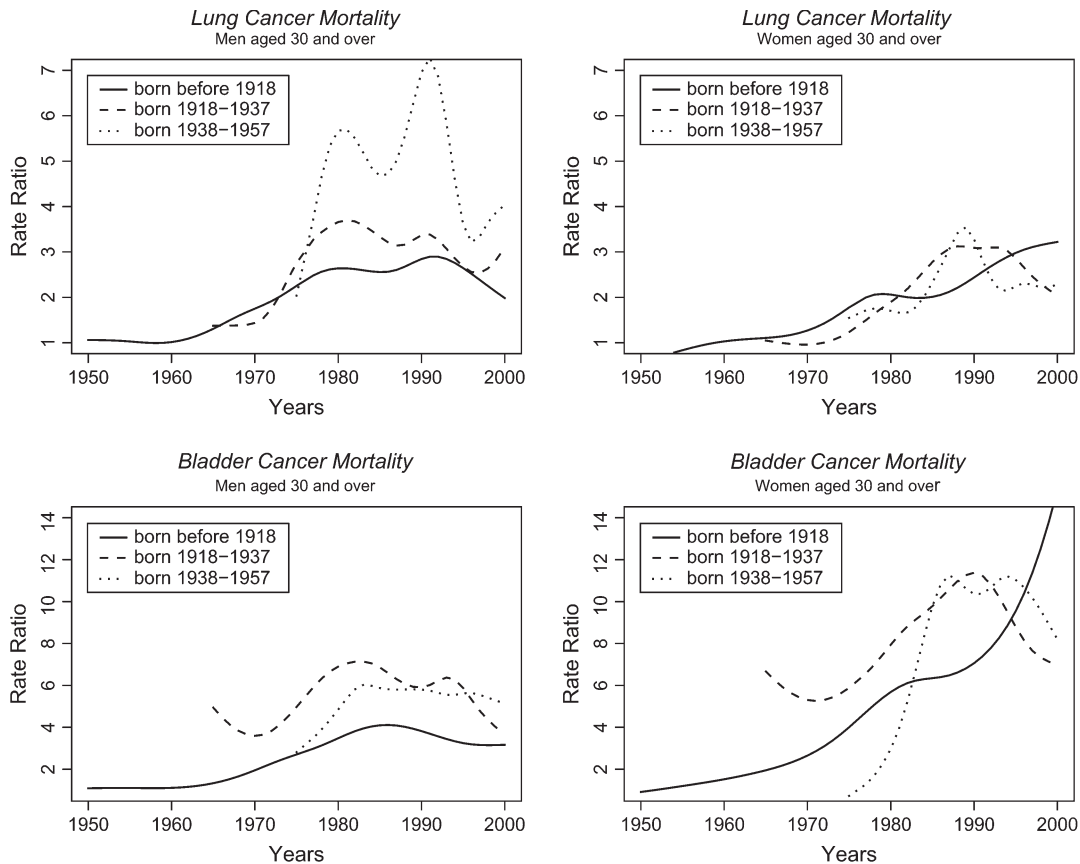 Lung Cancer Mortality
Men aged 30 and over
7
6
5
4
3
2
1
Rate Ratio
born before 1918
born 1918−1937
born 1938−1957
1950 1960 1970 1980 1990 2000
Years
Lung Cancer Mortality
Women aged 30 and over
7
6
5
4
3
2
1
Rate Ratio
born before 1918
born 1918−1937
born 1938−1957
1950 1960 1970 1980 1990 2000
Years
Bladder Cancer Mortality
Men aged 30 and over
14
12
10
8
6
4
2
Rate Ratio
born before 1918
born 1918−1937
born 1938−1957
1950 1960 1970 1980 1990 2000
Years
Bladder Cancer Mortality
Women aged 30 and over
14
12
10
8
6
4
2
Rate Ratio
born before 1918
born 1918−1937
born 1938−1957
1950 1960 1970 1980 1990 2000
Years